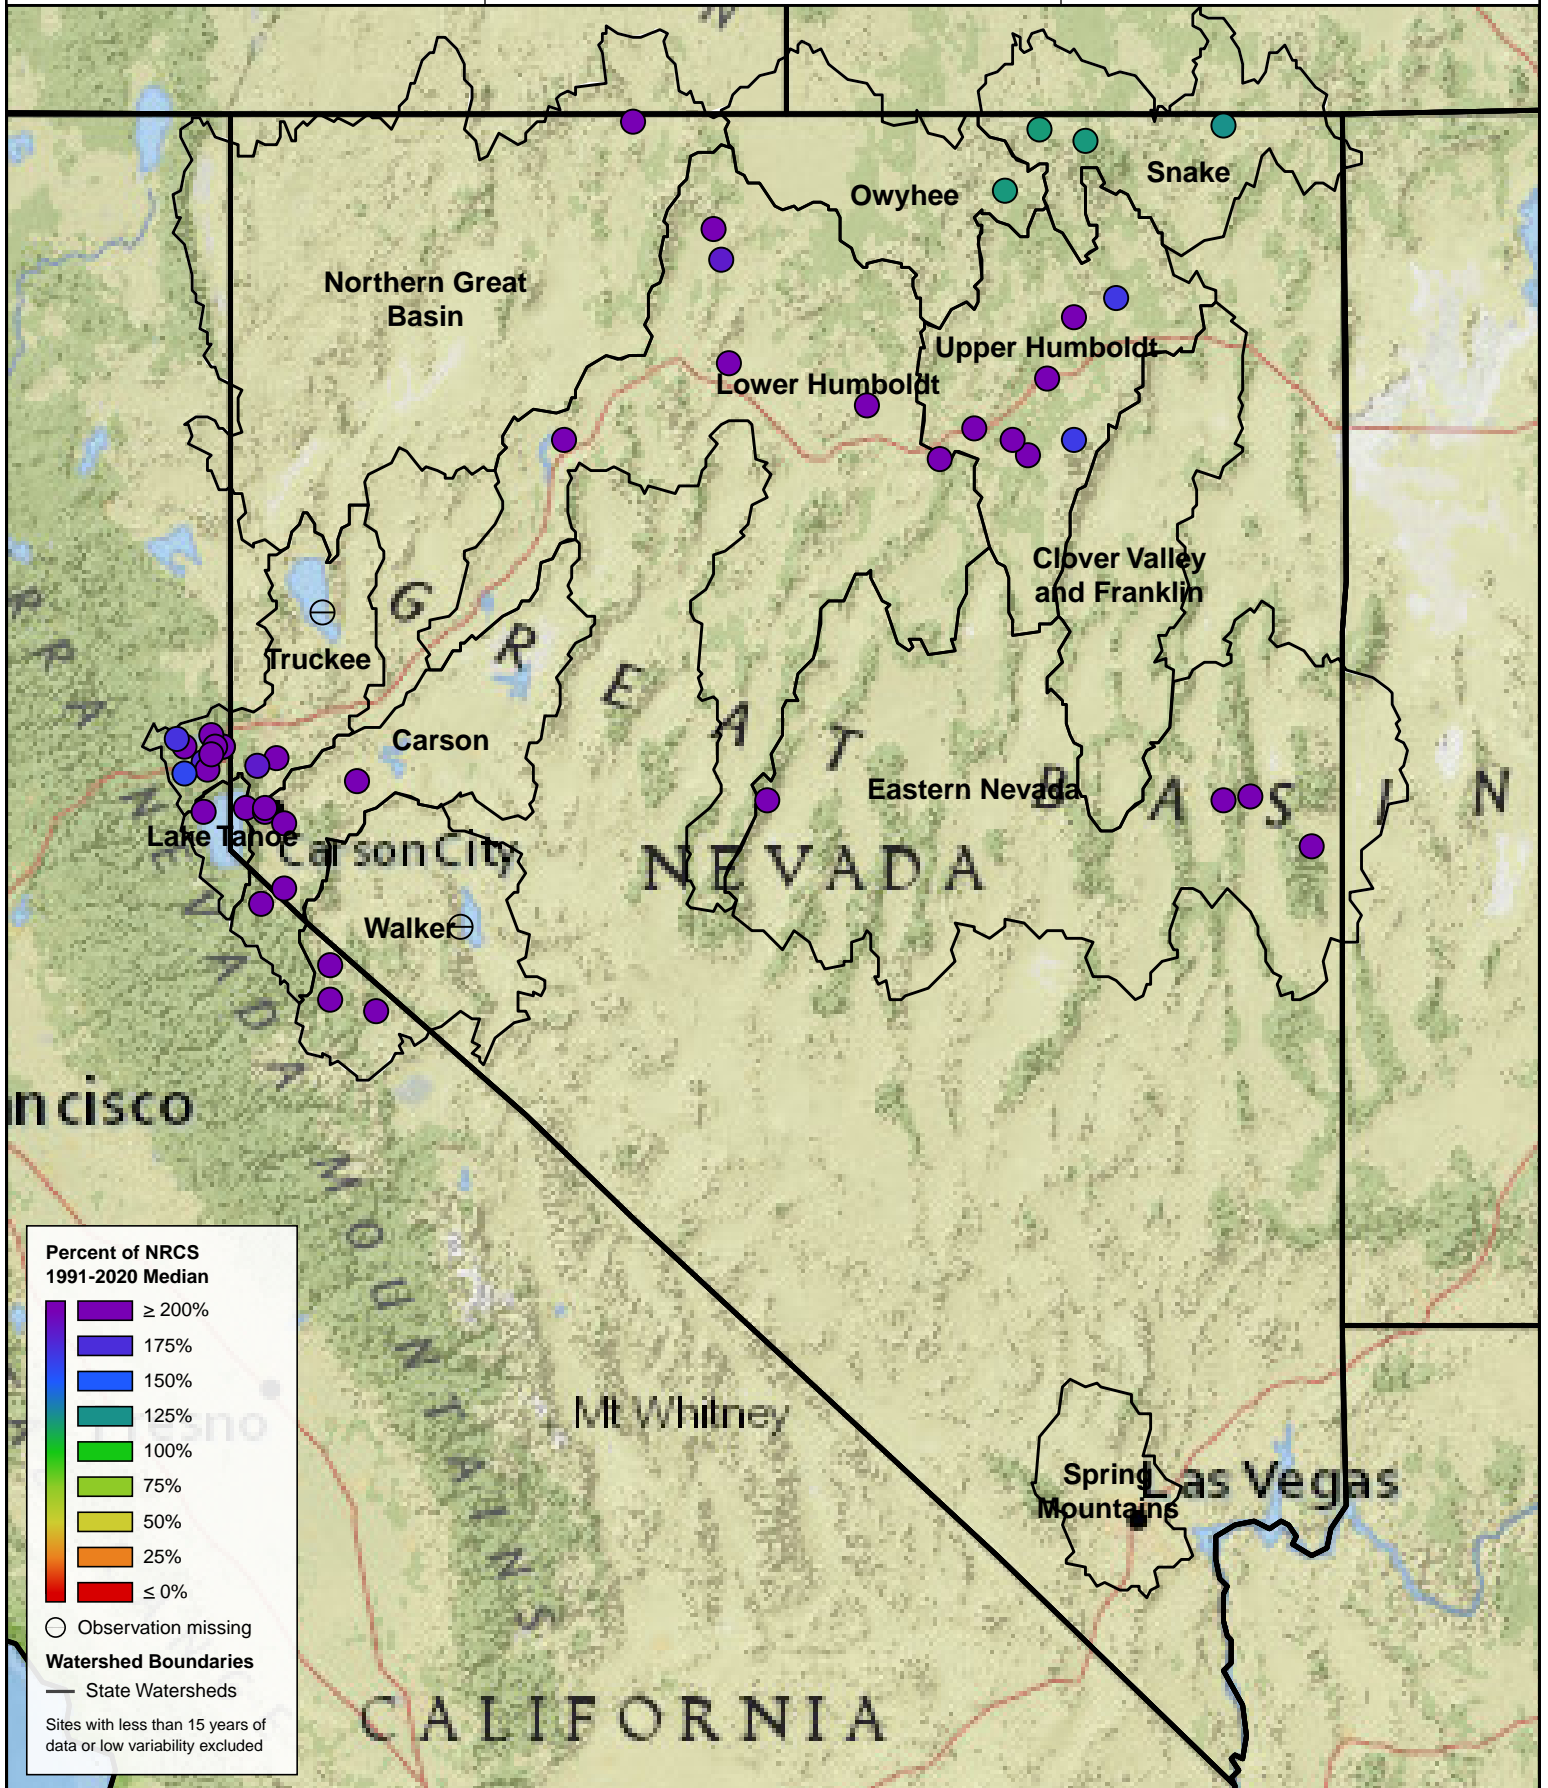 Owyhee
Snake
Northern Great
Basin
Upper Humboldt
Lower Humboldt
Clover Valley
and Franklin
Truckee
Carson
Eastern Nevada
Lake Tahoe
Carson City
Walker
GREAT BASIN
NEVADA
RRA NEVADA MOUNTAINS
ncisco
Mt Whitney
Spring
Mountains
Las Vegas
CALIFORNIA
Percent of NRCS
1991-2020 Median
≥ 200%
175%
150%
125%
100%
75%
50%
25%
≤ 0%
Observation missing
Watershed Boundaries
State Watersheds
Sites with less than 15 years of
data or low variability excluded